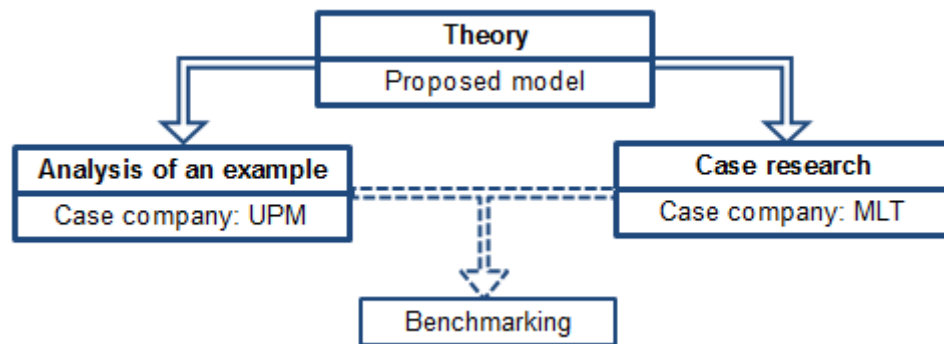 Theory
Proposed model
Analysis of an example
Case company: UPM
Case research
Case company: MLT
Benchmarking